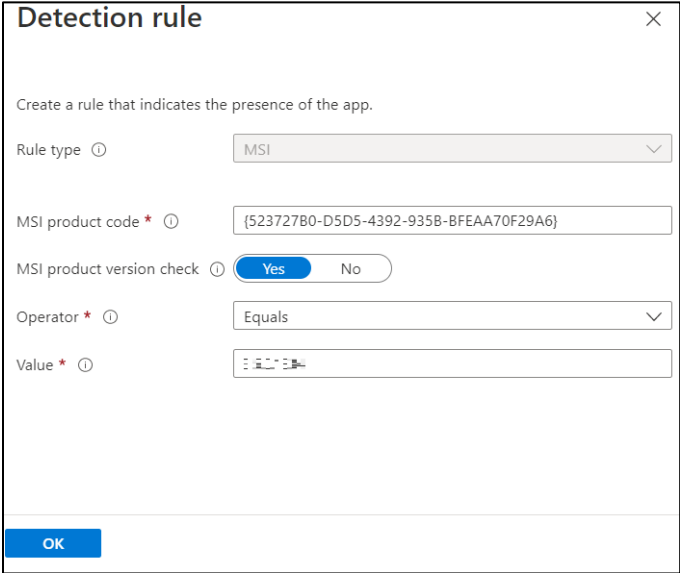 Detection rule
Create a rule that indicates the presence of the app.
Rule type
MSI
MSI product code *
{523727B0-D5D5-4392-935B-BFEAA70F29A6}
MSI product version check
Yes No
Operator *
Equals
Value *
OK